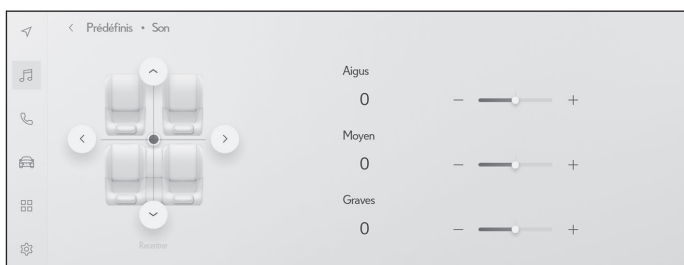 Prédéfinis • Son
Aigus
0
Moyen
0
Graves
0
Recentrer